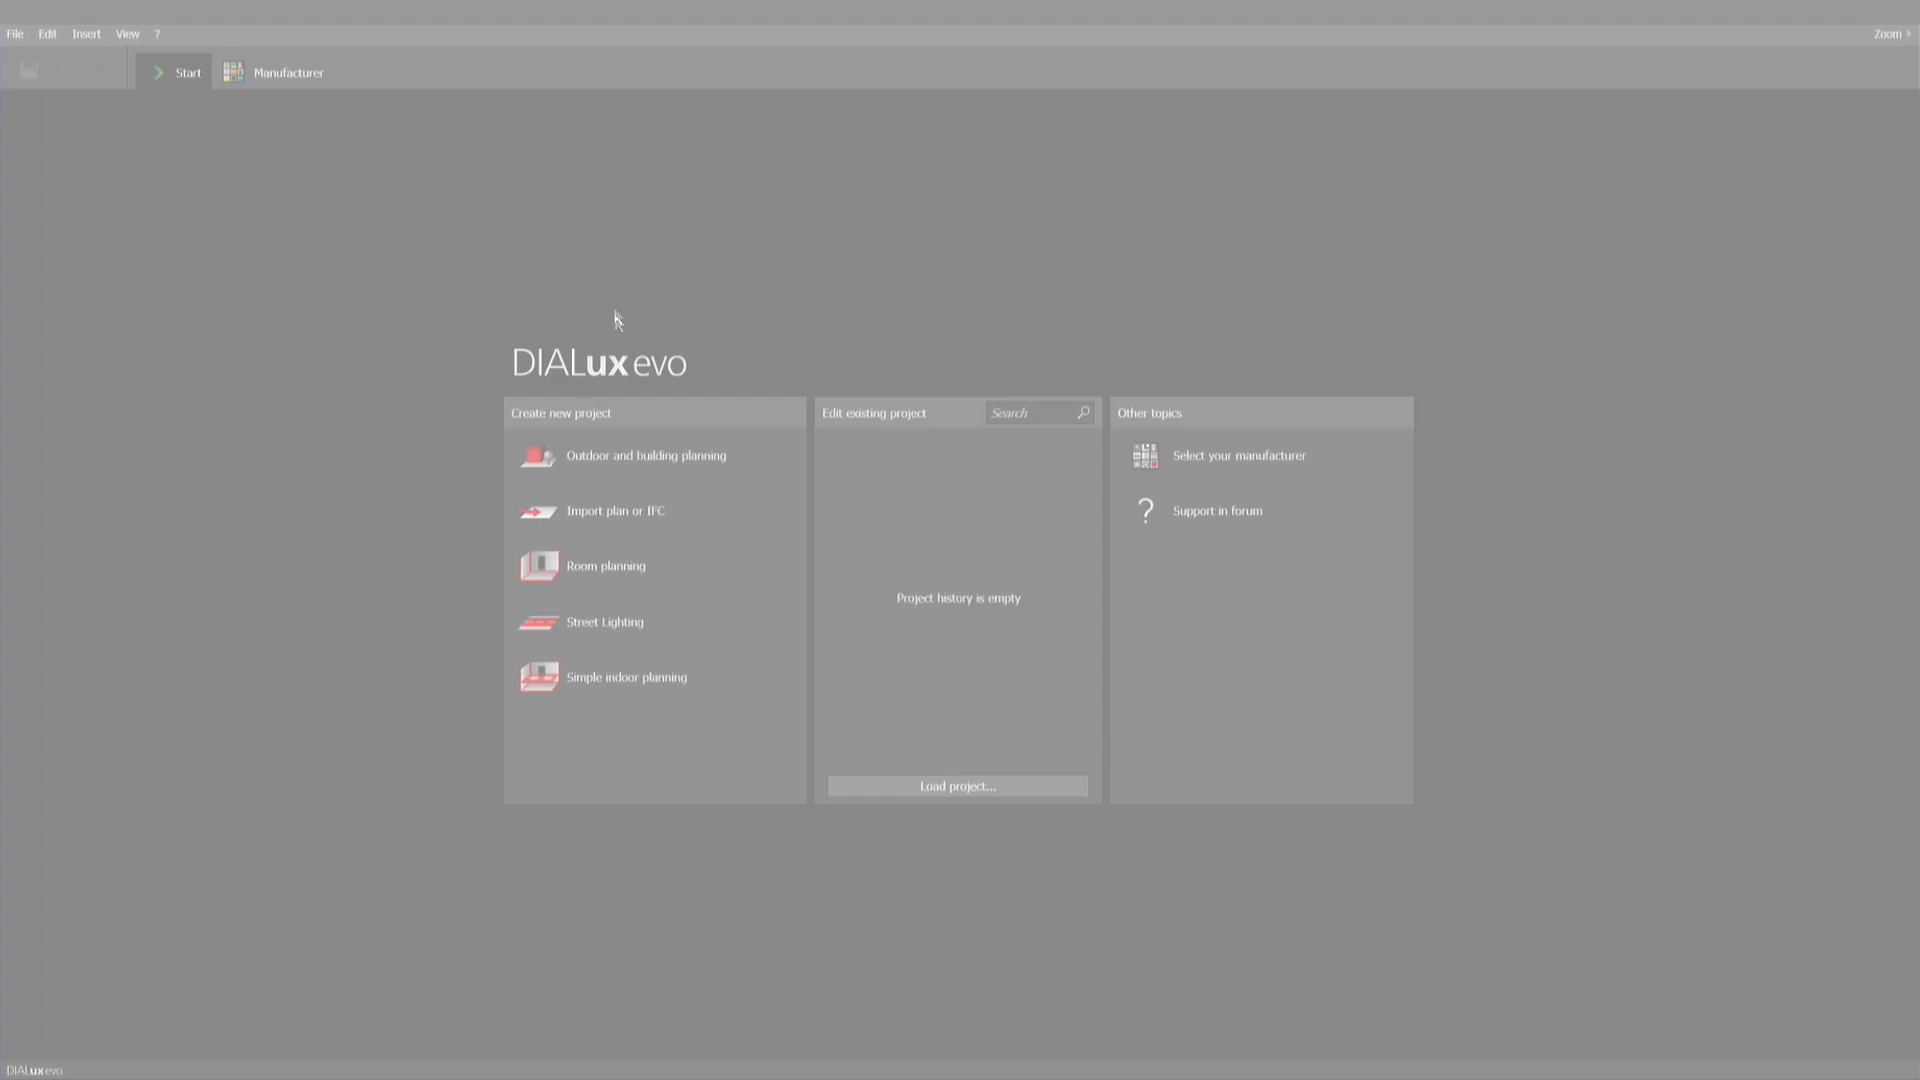 File Edit Insert View ? Zoom
Start Manufacturer
DIALux evo
Create new project
Outdoor and building planning
Import plan or IFC
Room planning
Street Lighting
Simple indoor planning
Edit existing project Search
Project history is empty
Load project...
Other topics
Select your manufacturer
? Support in forum
DIALux evo